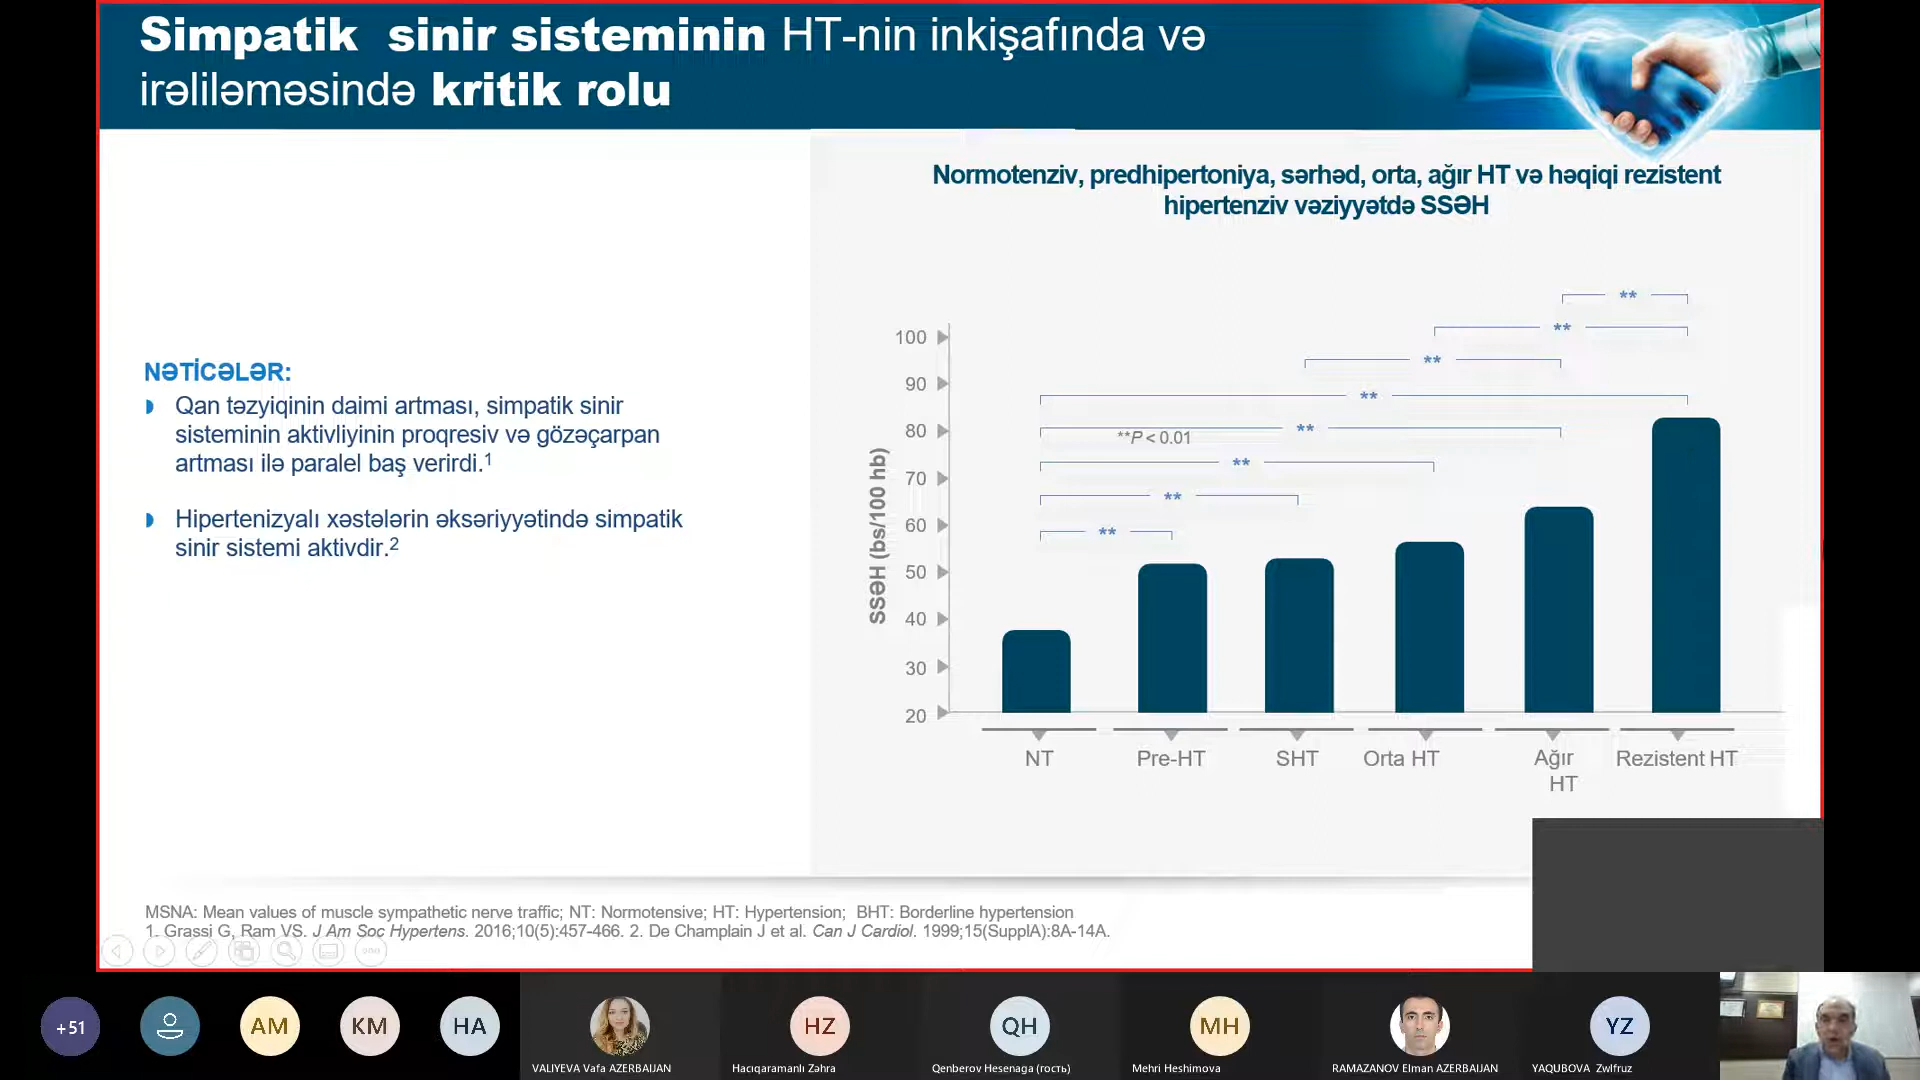 Simpatik sinir sisteminin HT-nin inkişafında və
irəliləməsində kritik rolu
Normotenziv, predhipertoniya, sərhəd, orta, ağır HT və həqiqi rezistent
hipertenziv vəziyyətdə SSƏH
NƏTİCƏLƏR:
Qan təzyiqinin daimi artması, simpatik sinir
sisteminin aktivliyinin proqresiv və gözəçarpan
artması ilə paralel baş verirdi.1
Hipertenizyalı xəstələrin əksəriyyətində simpatik
sinir sistemi aktivdir.2
SSƏH (bs/100 hb)
100
90
80
70
60
50
40
30
20
**
**
**
**
**
**P < 0.01
**
**
**
NT
Pre-HT
SHT
Orta HT
Ağır
HT
Rezistent HT
MSNA: Mean values of muscle sympathetic nerve traffic; NT: Normotensive; HT: Hypertension; BHT: Borderline hypertension
1. Grassi G, Ram VS. J Am Soc Hypertens. 2016;10(5):457-466. 2. De Champlain J et al. Can J Cardiol. 1999;15(SupplA):8A-14A.
+51
AM
KM
HA
VALIYEVA Vafa AZERBAIJAN
HZ
Hacıqaramanlı Zəhra
QH
Qenberov Hesenaga (гость)
MH
Mehri Heshimova
RAMAZANOV Elman AZERBAIJAN
YZ
YAQUBOVA Zwlfruz